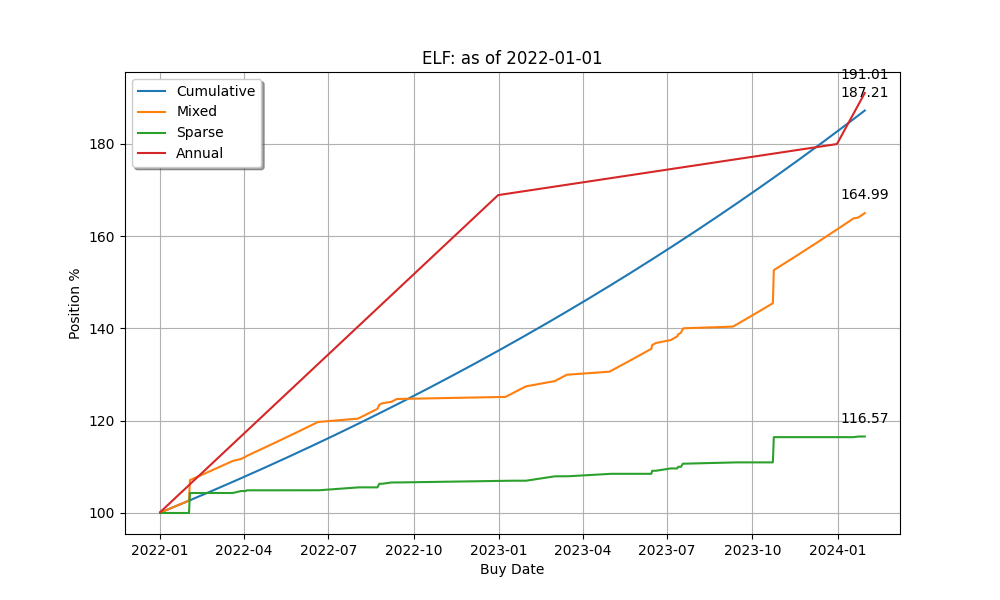 ELF: as of 2022-01-01
191.01
187.21
164.99
116.57
Cumulative
Mixed
Sparse
Annual
Position %
180
160
140
120
100
2022-01 2022-04 2022-07 2022-10 2023-01 2023-04 2023-07 2023-10 2024-01
Buy Date